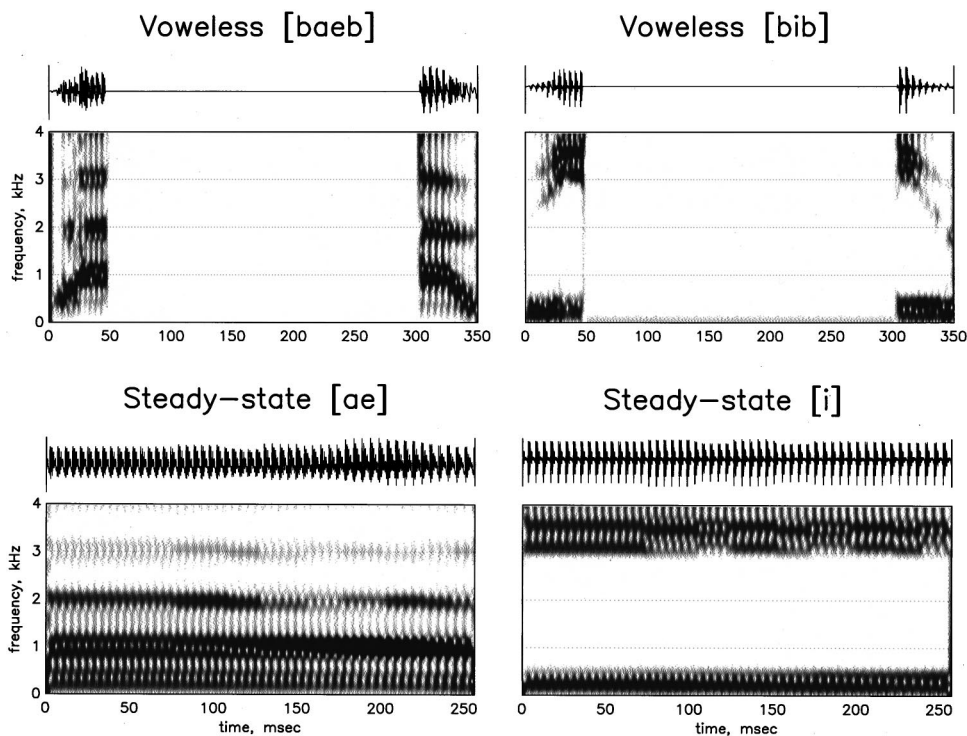 Voweless [baeb]
Voweless [bib]
frequency, kHz
4
3
2
1
0
0 50 100 150 200 250 300 350
0 50 100 150 200 250 300 350
Steady-state [ae]
Steady-state [i]
frequency, kHz
4
3
2
1
0
0 50 100 150 200 250
time, msec
0 50 100 150 200 250
time, msec